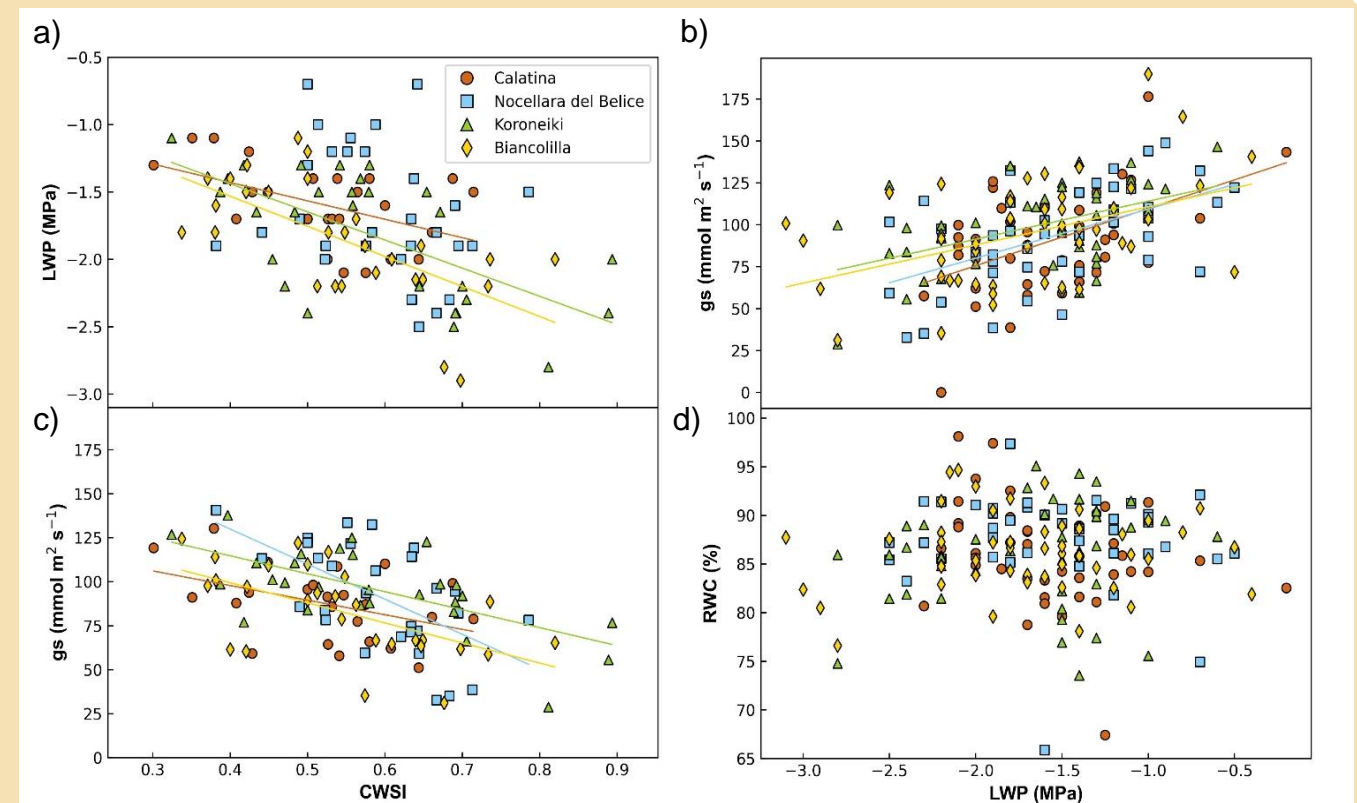 a)
LWP (MPa)
−0.5
−1.0
−1.5
−2.0
−2.5
−3.0
Calatina
Nocellara del Belice
Koroneiki
Biancolilla
b)
gs (mmol m² s⁻¹)
175
150
125
100
75
50
25
0
c)
gs (mmol m² s⁻¹)
175
150
125
100
75
50
25
0
0.3 0.4 0.5 0.6 0.7 0.8 0.9
CWSI
d)
RWC (%)
100
95
90
85
80
75
70
65
−3.0 −2.5 −2.0 −1.5 −1.0 −0.5
LWP (MPa)